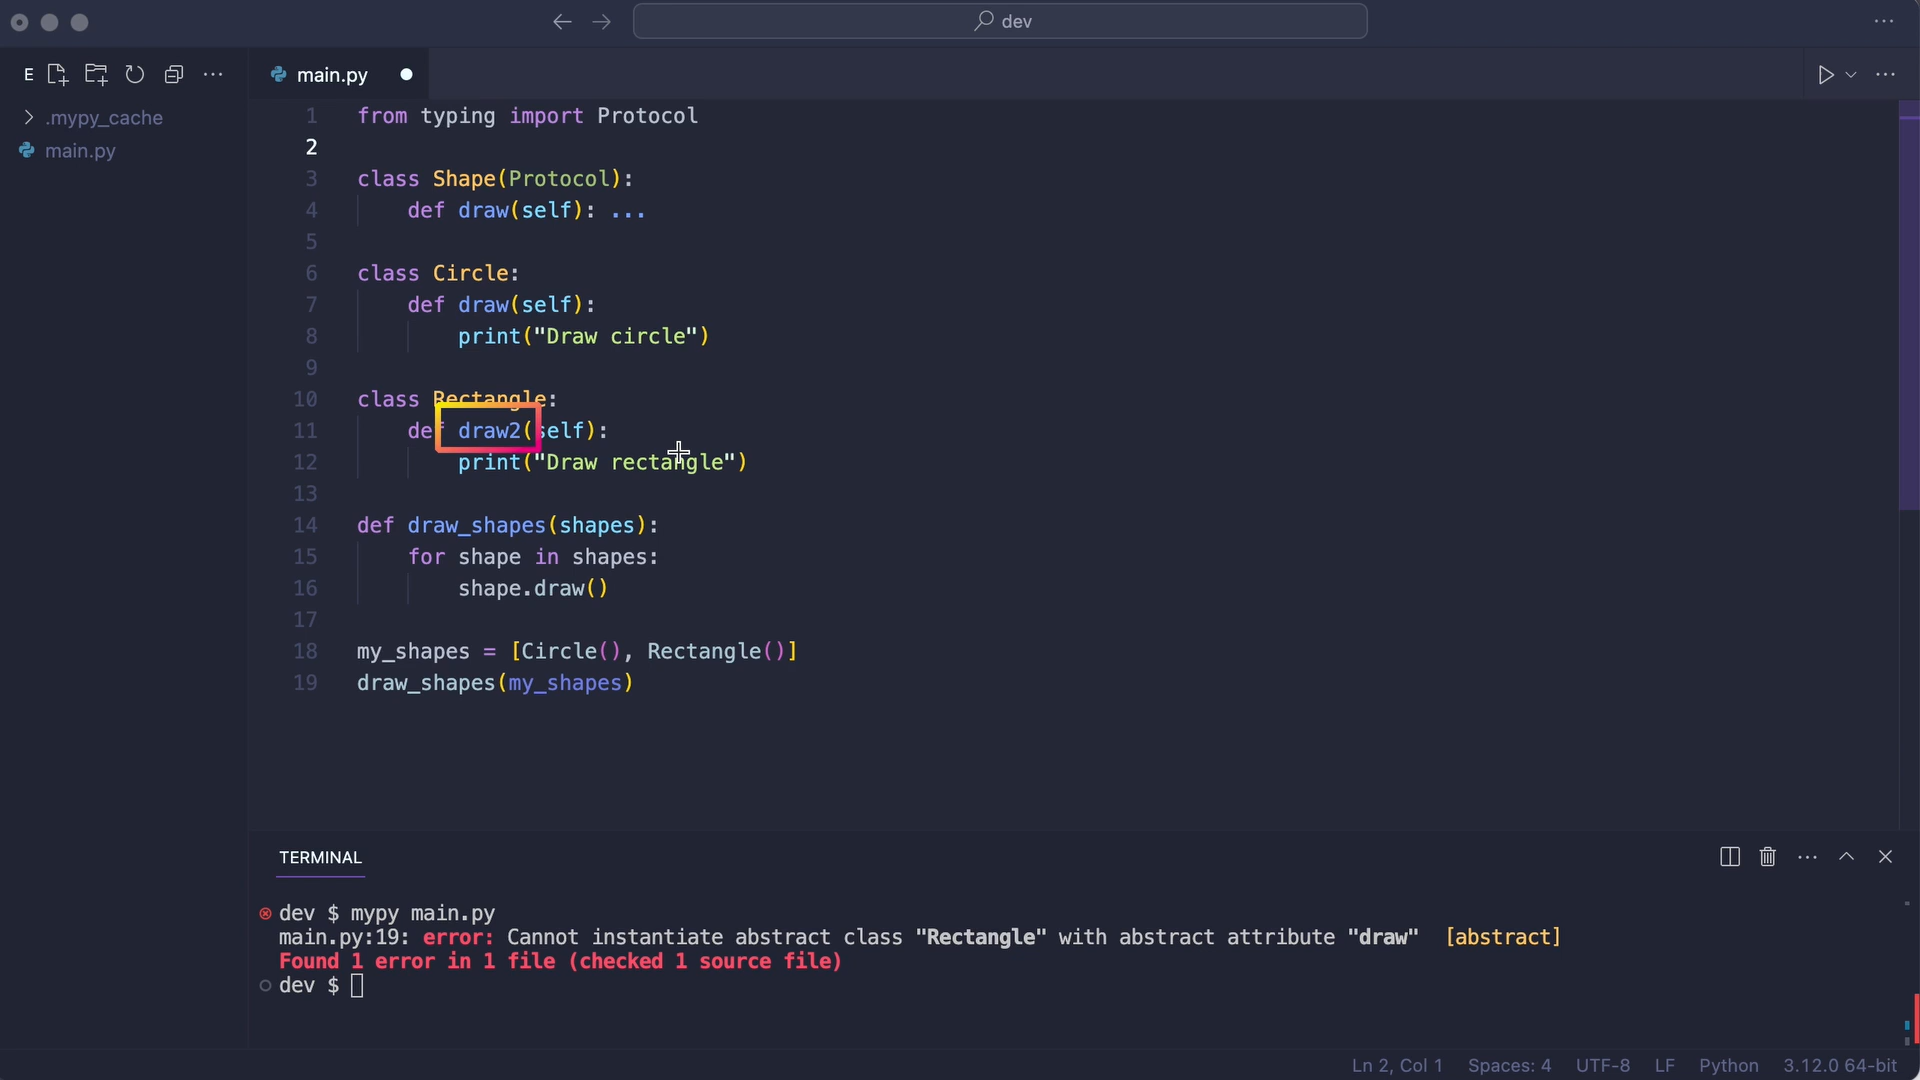 dev
E
main.py
.mypy_cache
main.py
1 from typing import Protocol
2
3 class Shape(Protocol):
4 def draw(self): ...
5
6 class Circle:
7 def draw(self):
8 print("Draw circle")
9
10 class Rectangle:
11 def draw2(self):
12 print("Draw rectangle")
13
14 def draw_shapes(shapes):
15 for shape in shapes:
16 shape.draw()
17
18 my_shapes = [Circle(), Rectangle()]
19 draw_shapes(my_shapes)
TERMINAL
dev $ mypy main.py
main.py:19: error: Cannot instantiate abstract class "Rectangle" with abstract attribute "draw" [abstract]
Found 1 error in 1 file (checked 1 source file)
dev $
Ln 2, Col 1 Spaces: 4 UTF-8 LF Python 3.12.0 64-bit